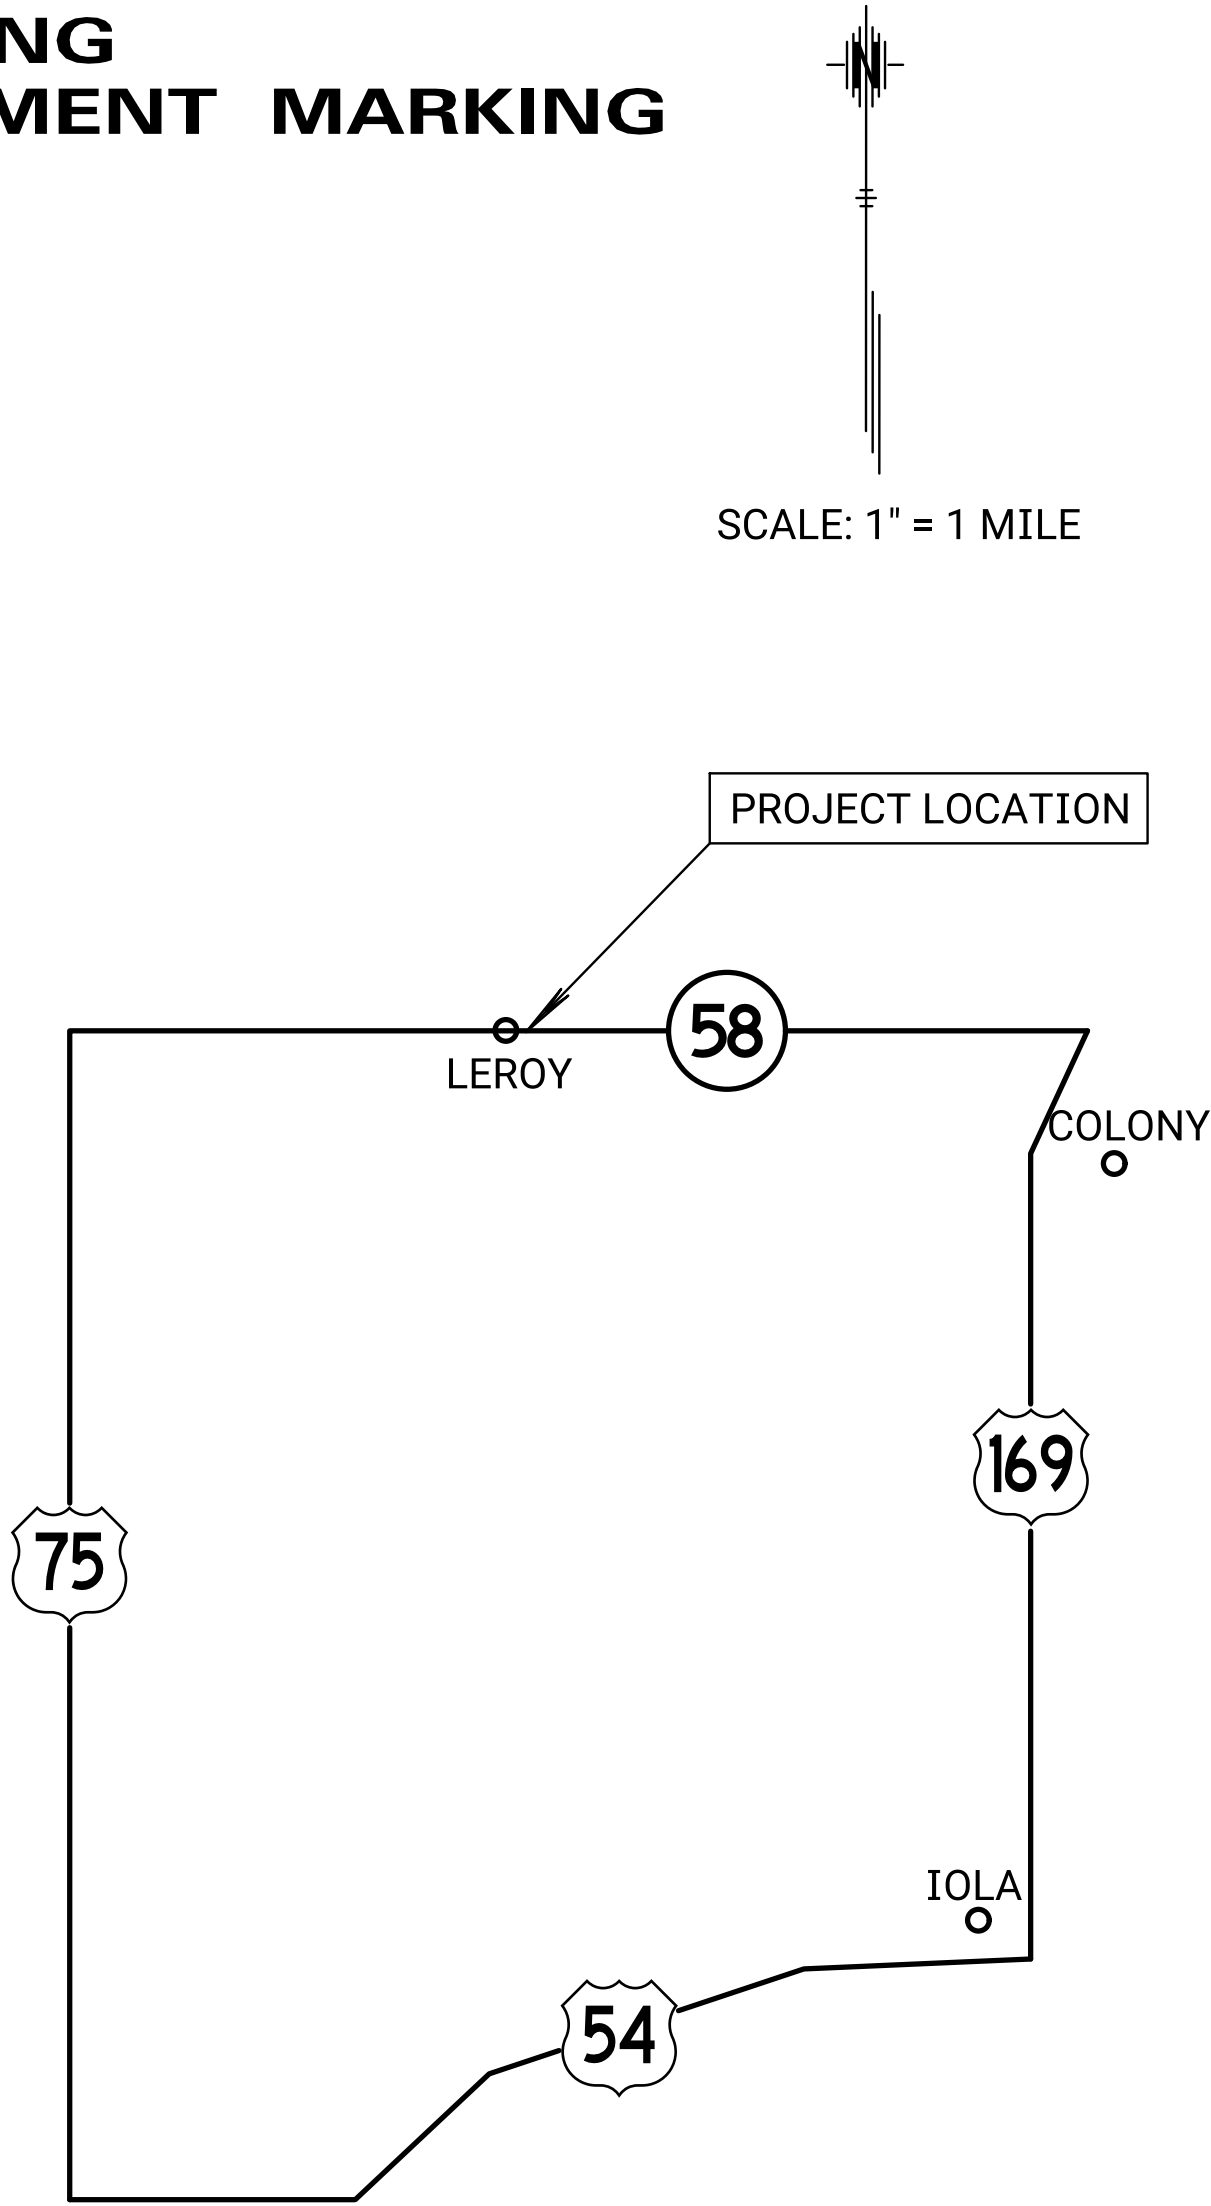 NG
MENT MARKING
N
SCALE: 1" = 1 MILE
PROJECT LOCATION
58
LEROY
COLONY
169
75
IOLA
54